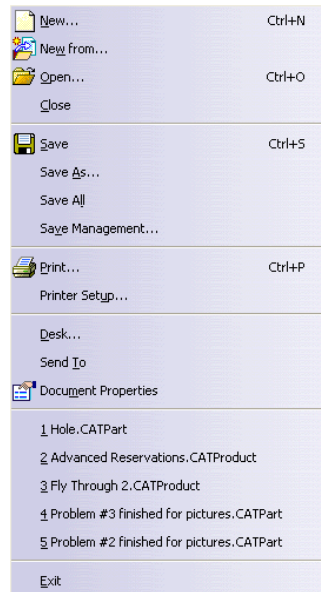 New... Ctrl+N
New from...
Open... Ctrl+O
Close
Save Ctrl+S
Save As...
Save All
Save Management...
Print... Ctrl+P
Printer Setup...
Desk...
Send To
Document Properties
1 Hole.CATPart
2 Advanced Reservations.CATProduct
3 Fly Through 2.CATProduct
4 Problem #3 finished for pictures.CATPart
5 Problem #2 finished for pictures.CATPart
Exit